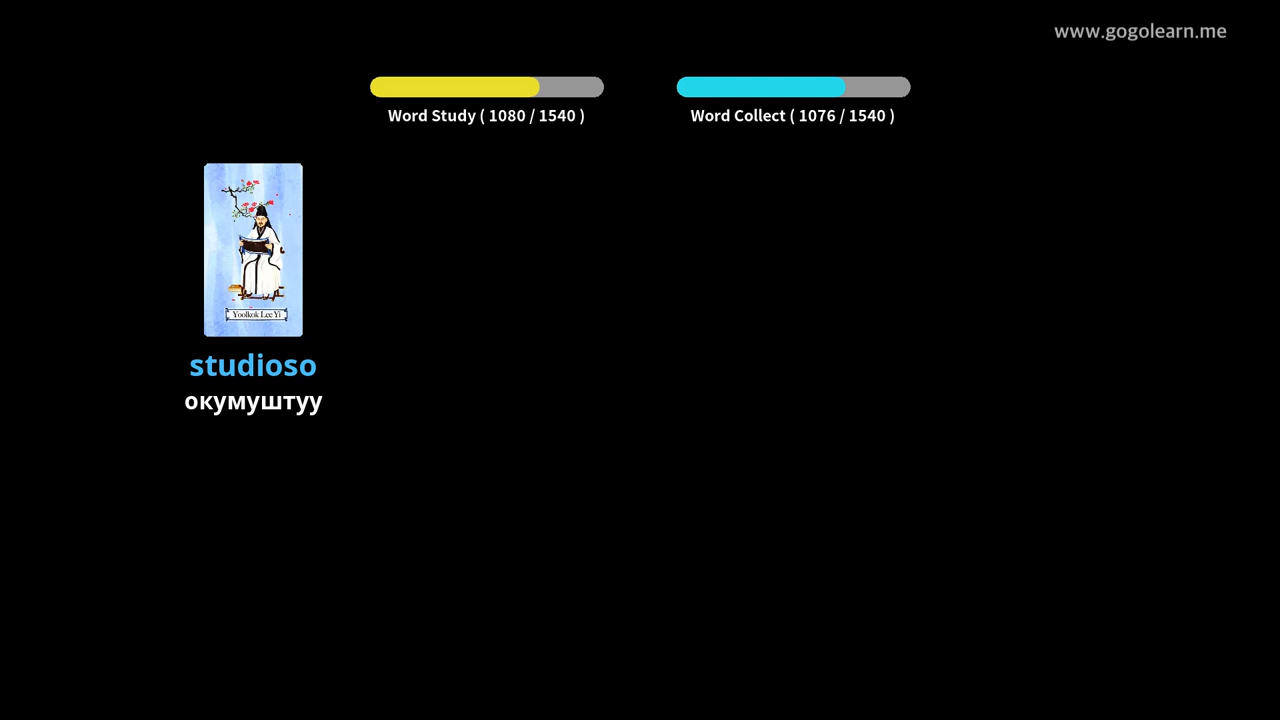 www.gogolearn.me
Word Study ( 1080 / 1540 )
Word Collect ( 1076 / 1540 )
Yoolkok Lee Yi
studioso
окумуштуу